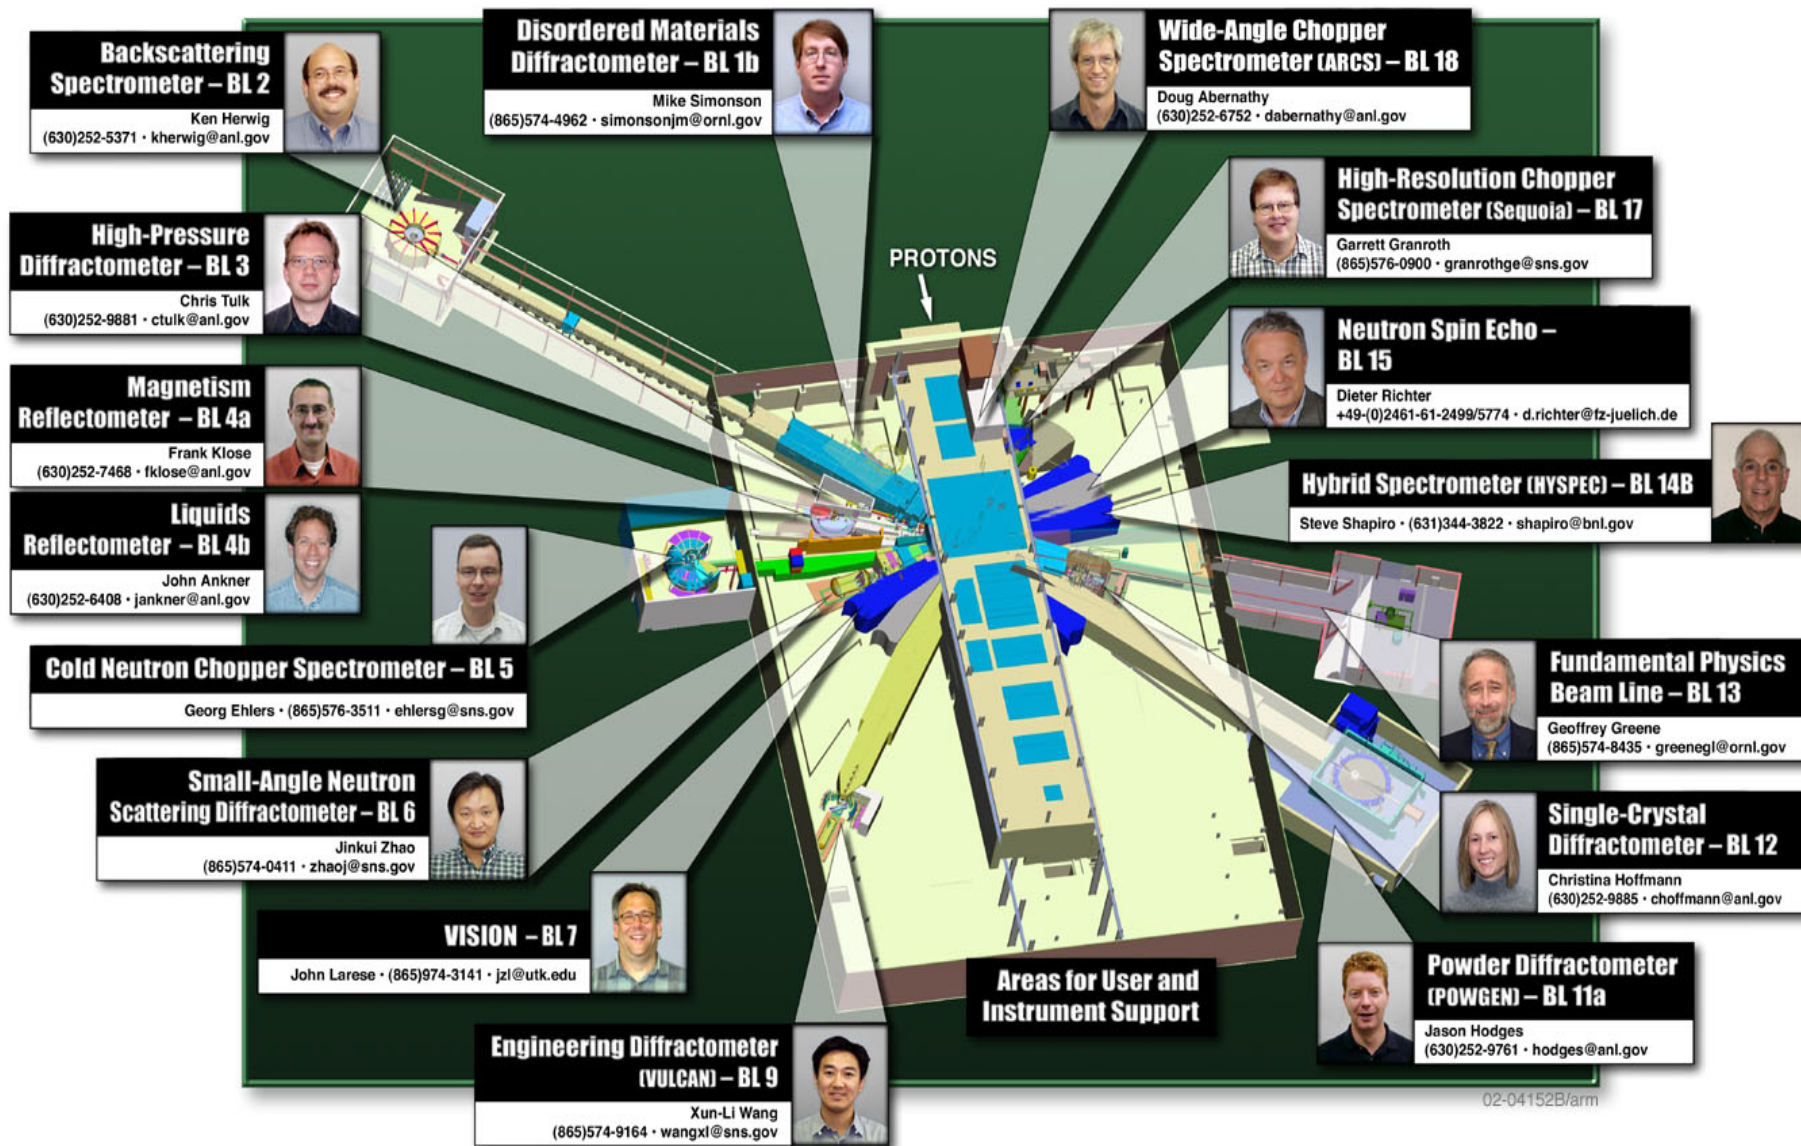 Backscattering
Spectrometer – BL 2
Ken Herwig
(630)252-5371 • kherwig@anl.gov
Disordered Materials
Diffractometer – BL 1b
Mike Simonson
(865)574-4962 • simonsonjm@ornl.gov
Wide-Angle Chopper
Spectrometer (ARCS) – BL 18
Doug Abernathy
(630)252-6752 • dabernathy@anl.gov
High-Resolution Chopper
Spectrometer (Sequoia) – BL 17
Garrett Granroth
(865)576-0900 • granrothge@sns.gov
High-Pressure
Diffractometer – BL 3
Chris Tulk
(630)252-9881 • ctulk@anl.gov
PROTONS
Neutron Spin Echo –
BL 15
Dieter Richter
+49-(0)2461-61-2499/5774 • d.richter@fz-juelich.de
Magnetism
Reflectometer – BL 4a
Frank Klose
(630)252-7468 • fklose@anl.gov
Hybrid Spectrometer (HYSPEC) – BL 14B
Steve Shapiro • (631)344-3822 • shapiro@bnl.gov
Liquids
Reflectometer – BL 4b
John Ankner
(630)252-6408 • jankner@anl.gov
Cold Neutron Chopper Spectrometer – BL 5
Georg Ehlers • (865)576-3511 • ehlersg@sns.gov
Fundamental Physics
Beam Line – BL 13
Geoffrey Greene
(865)574-8435 • greenegl@ornl.gov
Small-Angle Neutron
Scattering Diffractometer – BL 6
Jinkui Zhao
(865)574-0411 • zhaoj@sns.gov
Single-Crystal
Diffractometer – BL 12
Christina Hoffmann
(630)252-9885 • choffmann@anl.gov
VISION – BL 7
John Larese • (865)974-3141 • jzl@utk.edu
Areas for User and
Instrument Support
Powder Diffractometer
(POWGEN) – BL 11a
Jason Hodges
(630)252-9761 • hodges@anl.gov
Engineering Diffractometer
(VULCAN) – BL 9
Xun-Li Wang
(865)574-9164 • wangxl@sns.gov
02-04152B/arm